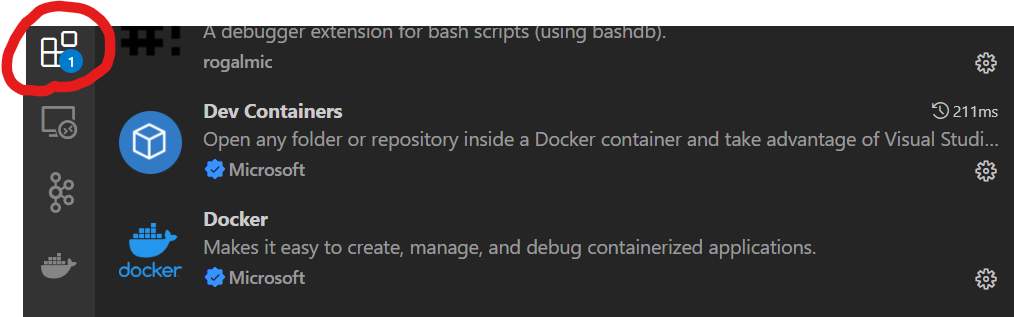 A debugger extension for bash scripts (using bashdb).
rogalmic
1
Dev Containers
211ms
Open any folder or repository inside a Docker container and take advantage of Visual Studi...
Microsoft
Docker
Makes it easy to create, manage, and debug containerized applications.
docker
Microsoft